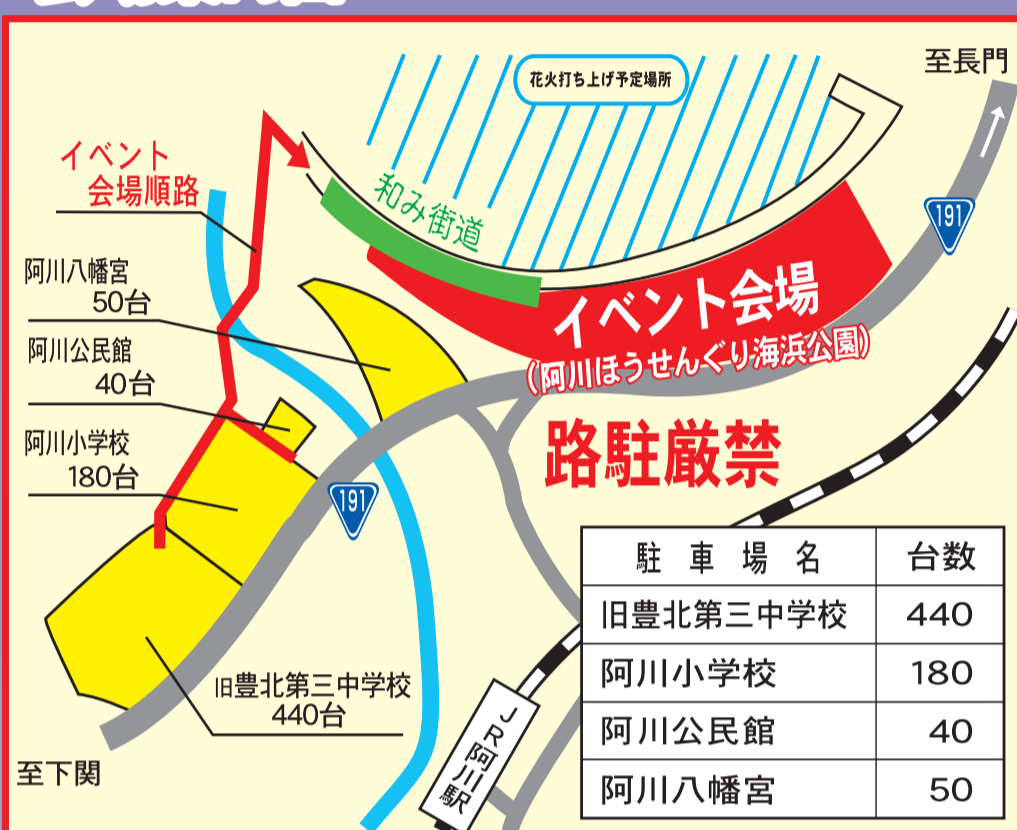 至長門
花火打ち上げ予定場所
イベント
会場順路
和み街道
191
阿川八幡宮
50台
イベント会場
(阿川ほうせんぐり海浜公園)
阿川公民館
40台
路駐厳禁
阿川小学校
180台
191
駐車場名 台数
旧豊北第三中学校 440
阿川小学校 180
阿川公民館 40
阿川八幡宮 50
旧豊北第三中学校
440台
JR阿川駅
至下関